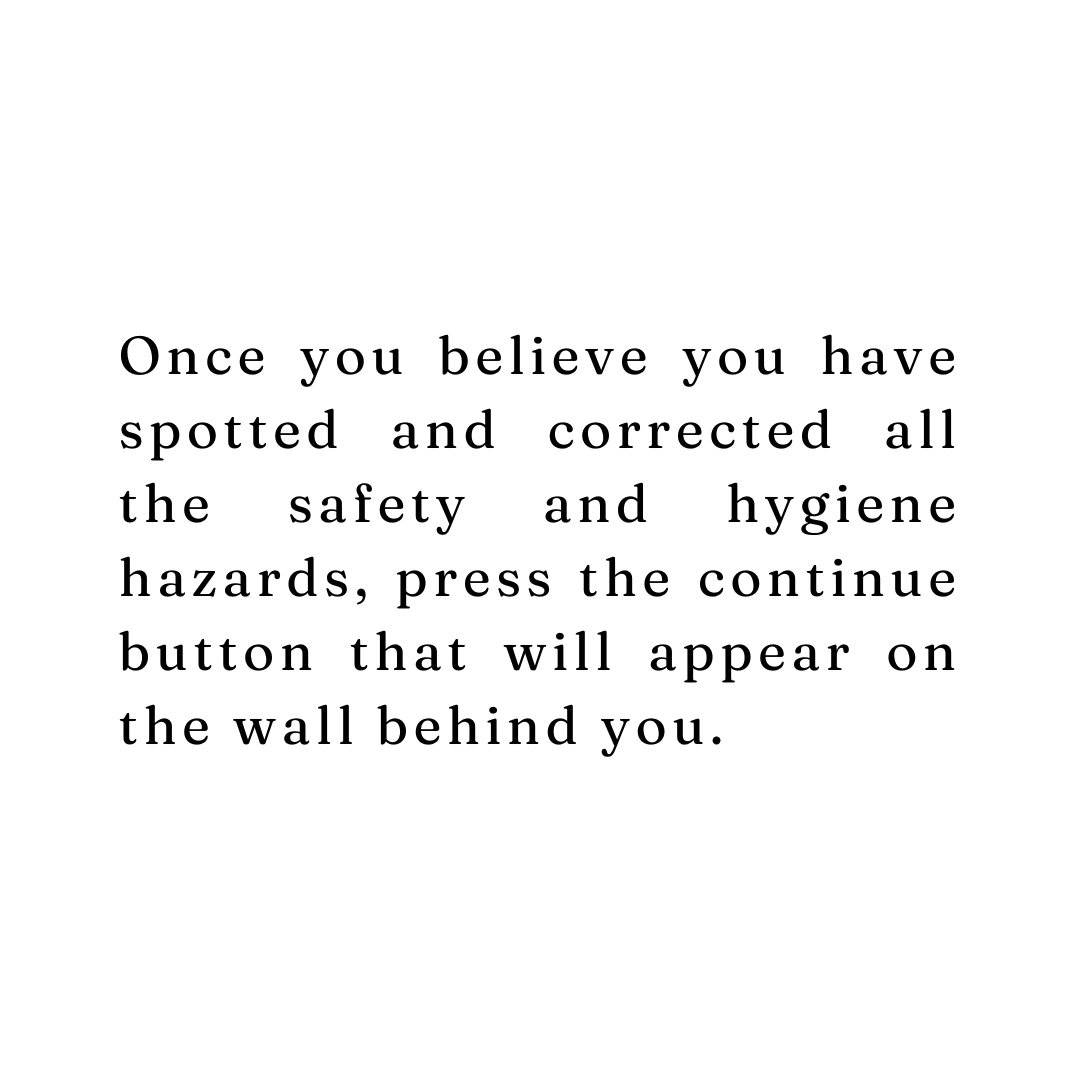 Once you believe you have
spotted and corrected all
the safety and hygiene
hazards, press the continue
button that will appear on
the wall behind you.